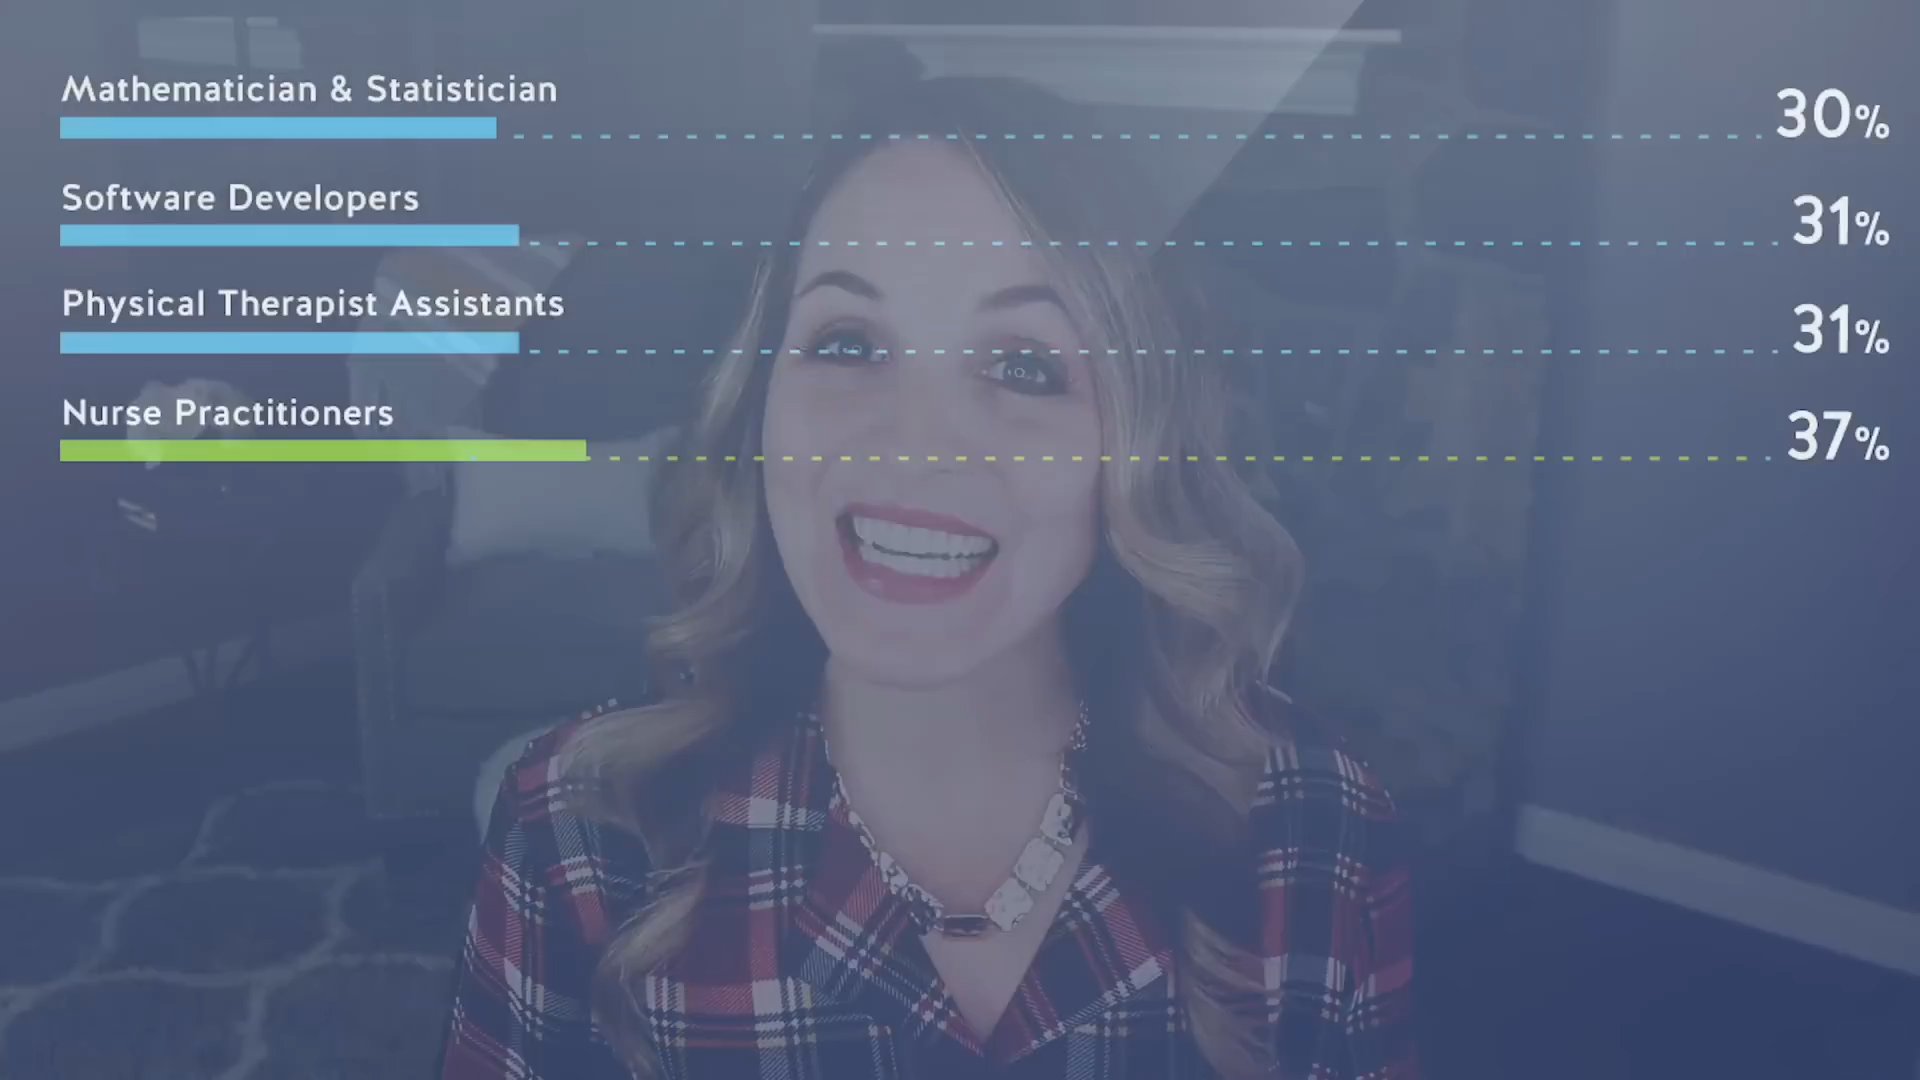 Mathematician & Statistician
30%
Software Developers
31%
Physical Therapist Assistants
31%
Nurse Practitioners
37%